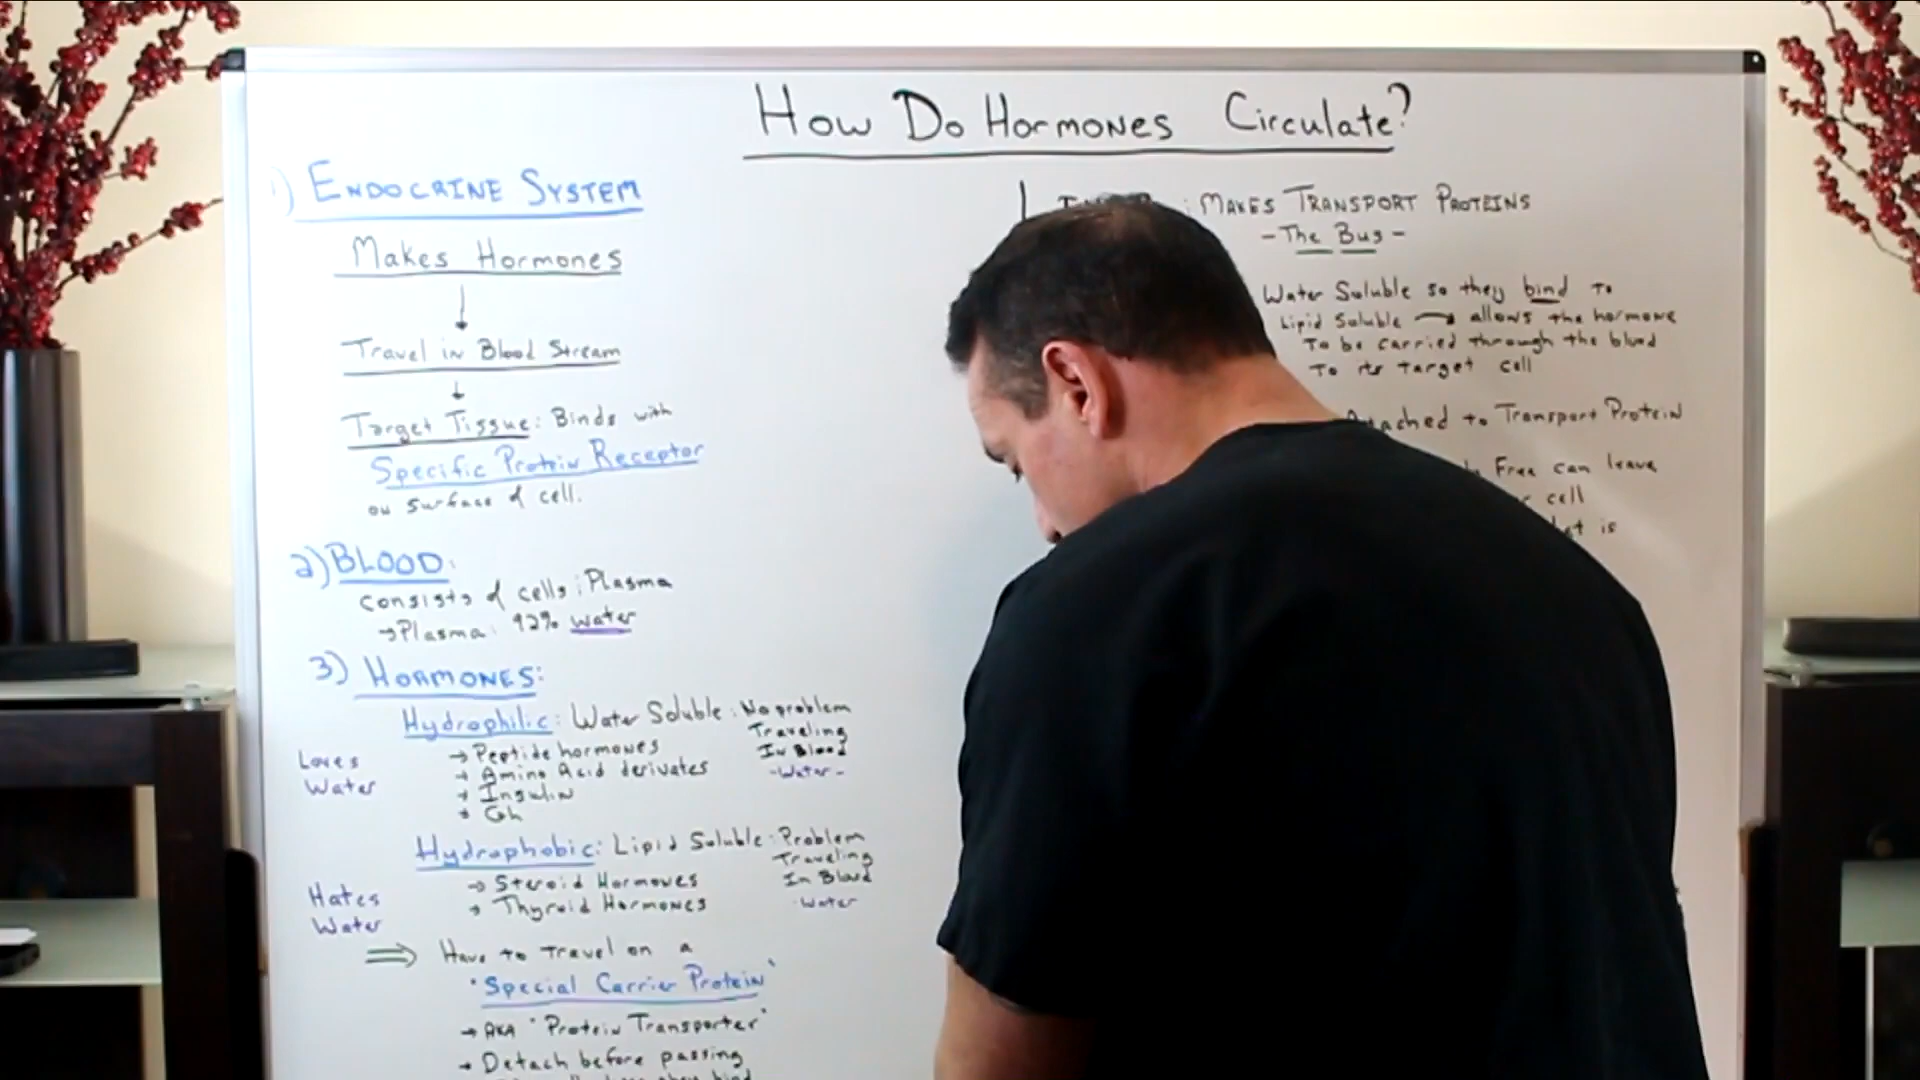 How Do Hormones Circulate?
1) ENDOCRINE SYSTEM
Makes Hormones
Travel in Blood Stream
Target Tissue: Binds with
Specific Protein Receptor
on surface of cell.
2) BLOOD:
consists of cells; Plasma
→Plasma: 92% water
3) HORMONES:
Hydrophilic: Water Soluble: No problem
Traveling
In Blood
-Water-
Loves
Water
→ Peptide hormones
→ Amino Acid derivates
→ Insulin
→ Gh
Hydrophobic: Lipid Soluble: Problem
Traveling
In Blood
Water
Hates
Water
→ Steroid Hormones
→ Thyroid Hormones
⇒ Have to travel on a
"Special Carrier Protein"
→ AKA "Protein Transporter"
→ Detach before passing
they bind
: MAKES TRANSPORT PROTEINS
-The Bus-
Water Soluble so they bind to
Lipid Soluble → allows the hormone
To be carried through the blood
To its target cell
Attached to Transport Protein
Free can leave
cell
is